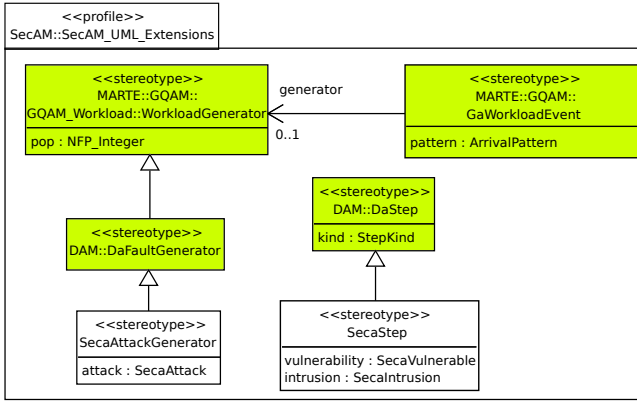 <<profile>>
SecAM::SecAM_UML_Extensions
<<stereotype>>
MARTE::GQAM::
GQAM_Workload::WorkloadGenerator
pop : NFP_Integer
generator
0..1
<<stereotype>>
MARTE::GQAM::
GaWorkloadEvent
pattern : ArrivalPattern
<<stereotype>>
DAM::DaFaultGenerator
<<stereotype>>
DAM::DaStep
kind : StepKind
<<stereotype>>
SecaAttackGenerator
attack : SecaAttack
<<stereotype>>
SecaStep
vulnerability : SecaVulnerable
intrusion : SecaIntrusion